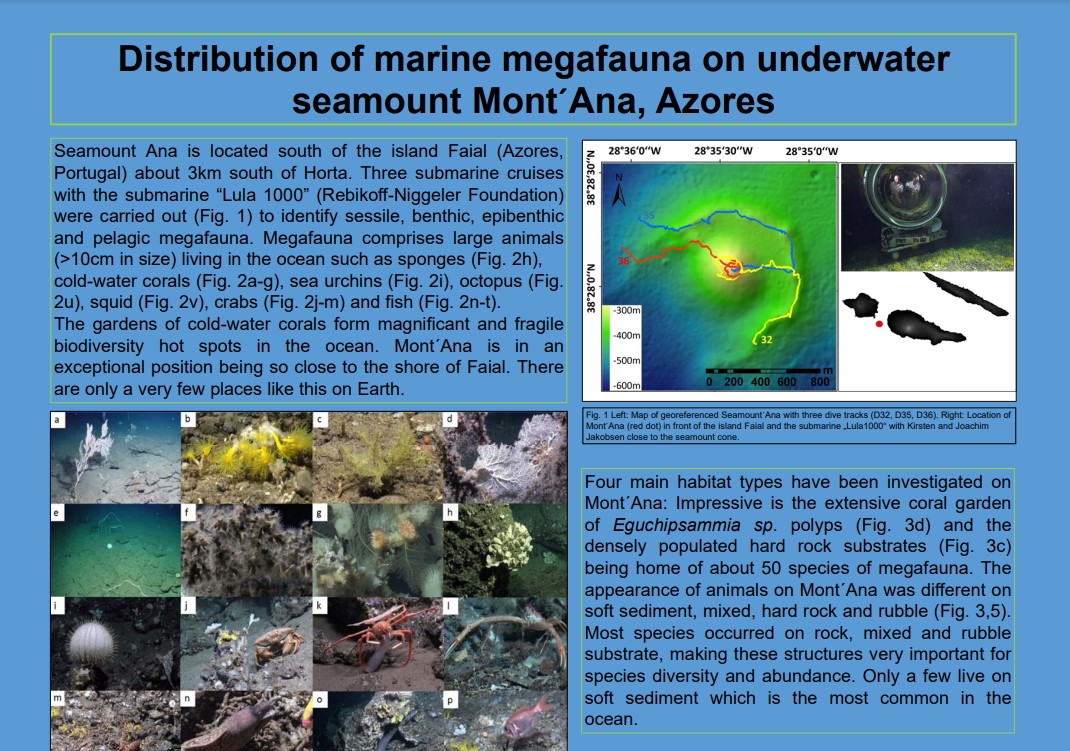 Distribution of marine megafauna on underwater
seamount Mont´Ana, Azores
Seamount Ana is located south of the island Faial (Azores,
Portugal) about 3km south of Horta. Three submarine cruises
with the submarine “Lula 1000” (Rebikoff-Niggeler Foundation)
were carried out (Fig. 1) to identify sessile, benthic, epibenthic
and pelagic megafauna. Megafauna comprises large animals
(>10cm in size) living in the ocean such as sponges (Fig. 2h),
cold-water corals (Fig. 2a-g), sea urchins (Fig. 2i), octopus (Fig.
2u), squid (Fig. 2v), crabs (Fig. 2j-m) and fish (Fig. 2n-t).
The gardens of cold-water corals form magnificant and fragile
biodiversity hot spots in the ocean. Mont´Ana is in an
exceptional position being so close to the shore of Faial. There
are only a very few places like this on Earth.
28°36’0’’W 28°35’30’’W 28°35’0’’W
38°28’30’’N
38°28’0’’N
N
35
36
32
-300m
-400m
-500m
-600m
m
0 200 400 600 800
Fig. 1 Left: Map of georeferenced Seamount´Ana with three dive tracks (D32, D35, D36). Right: Location of
Mont´Ana (red dot) in front of the island Faial and the submarine „Lula1000“ with Kirsten and Joachim
Jakobsen close to the seamount cone.
a b c d
e f g h
i j k l
m n o p
Four main habitat types have been investigated on
Mont´Ana: Impressive is the extensive coral garden
of Eguchipsammia sp. polyps (Fig. 3d) and the
densely populated hard rock substrates (Fig. 3c)
being home of about 50 species of megafauna. The
appearance of animals on Mont´Ana was different on
soft sediment, mixed, hard rock and rubble (Fig. 3,5).
Most species occurred on rock, mixed and rubble
substrate, making these structures very important for
species diversity and abundance. Only a few live on
soft sediment which is the most common in the
ocean.